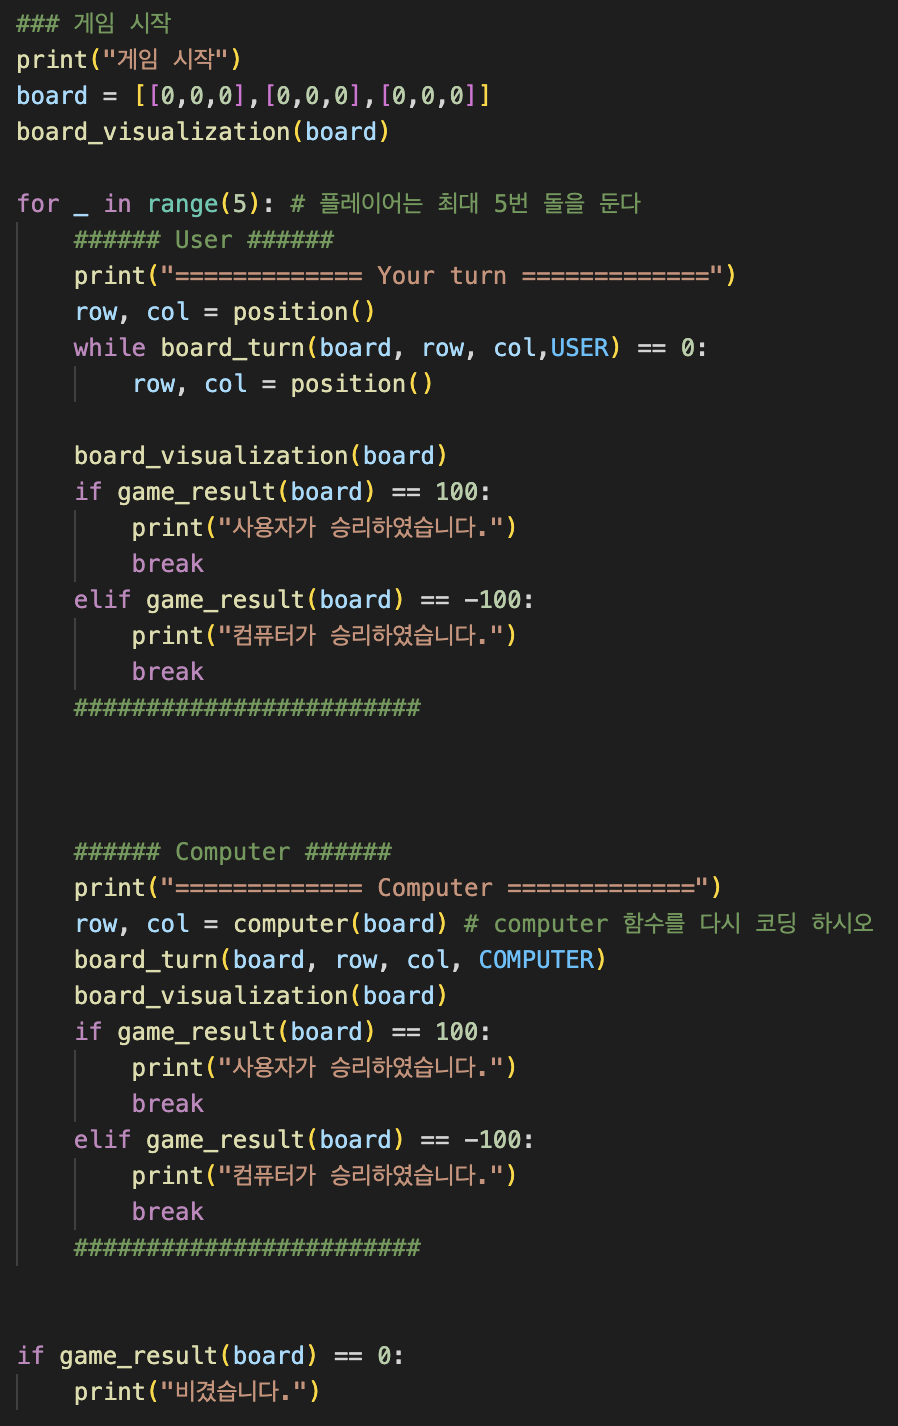 ### 게임 시작
print("게임 시작")
board = [[0,0,0],[0,0,0],[0,0,0]]
board_visualization(board)
for _ in range(5): # 플레이어는 최대 5번 돌을 둔다
###### User ######
print("============= Your turn =============")
row, col = position()
while board_turn(board, row, col,USER) == 0:
row, col = position()
board_visualization(board)
if game_result(board) == 100:
print("사용자가 승리하였습니다.")
break
elif game_result(board) == -100:
print("컴퓨터가 승리하였습니다.")
break
########################
###### Computer ######
print("============= Computer =============")
row, col = computer(board) # computer 함수를 다시 코딩 하시오
board_turn(board, row, col, COMPUTER)
board_visualization(board)
if game_result(board) == 100:
print("사용자가 승리하였습니다.")
break
elif game_result(board) == -100:
print("컴퓨터가 승리하였습니다.")
break
########################
if game_result(board) == 0:
print("비겼습니다.")